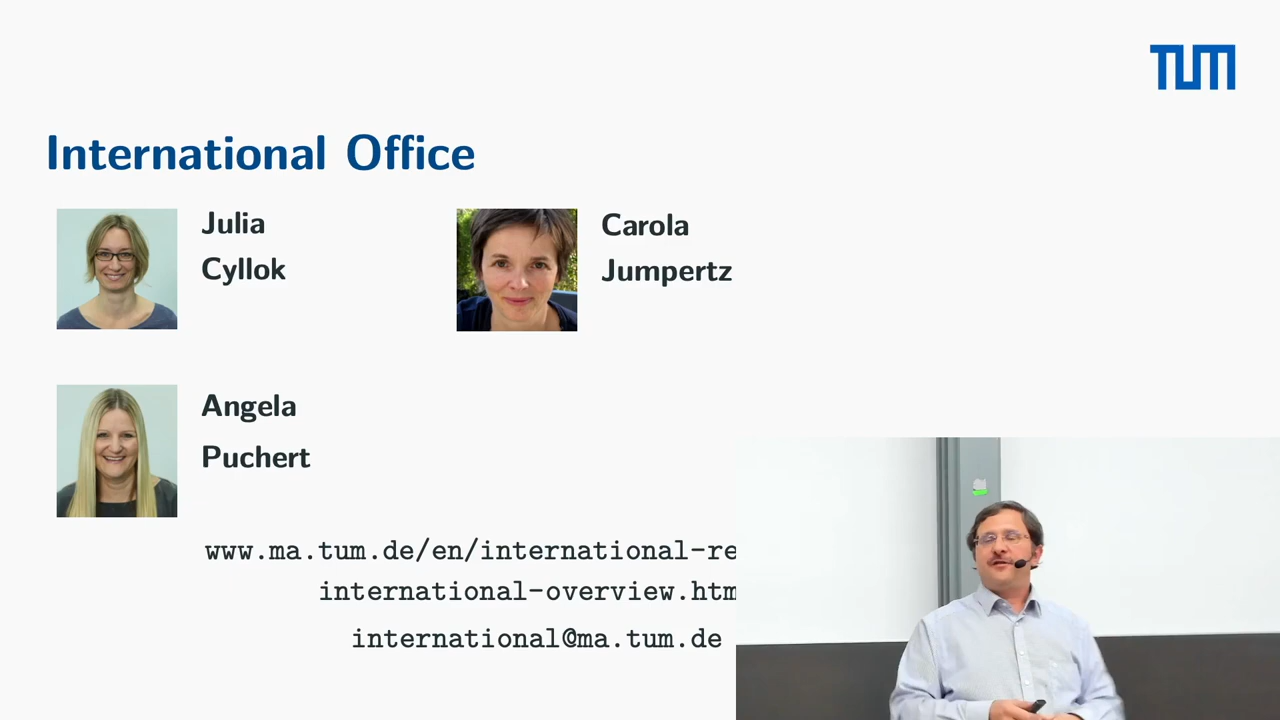 TUM
International Office
Julia
Cyllok
Carola
Jumpertz
Angela
Puchert
www.ma.tum.de/en/international-re
international-overview.htm
international@ma.tum.de